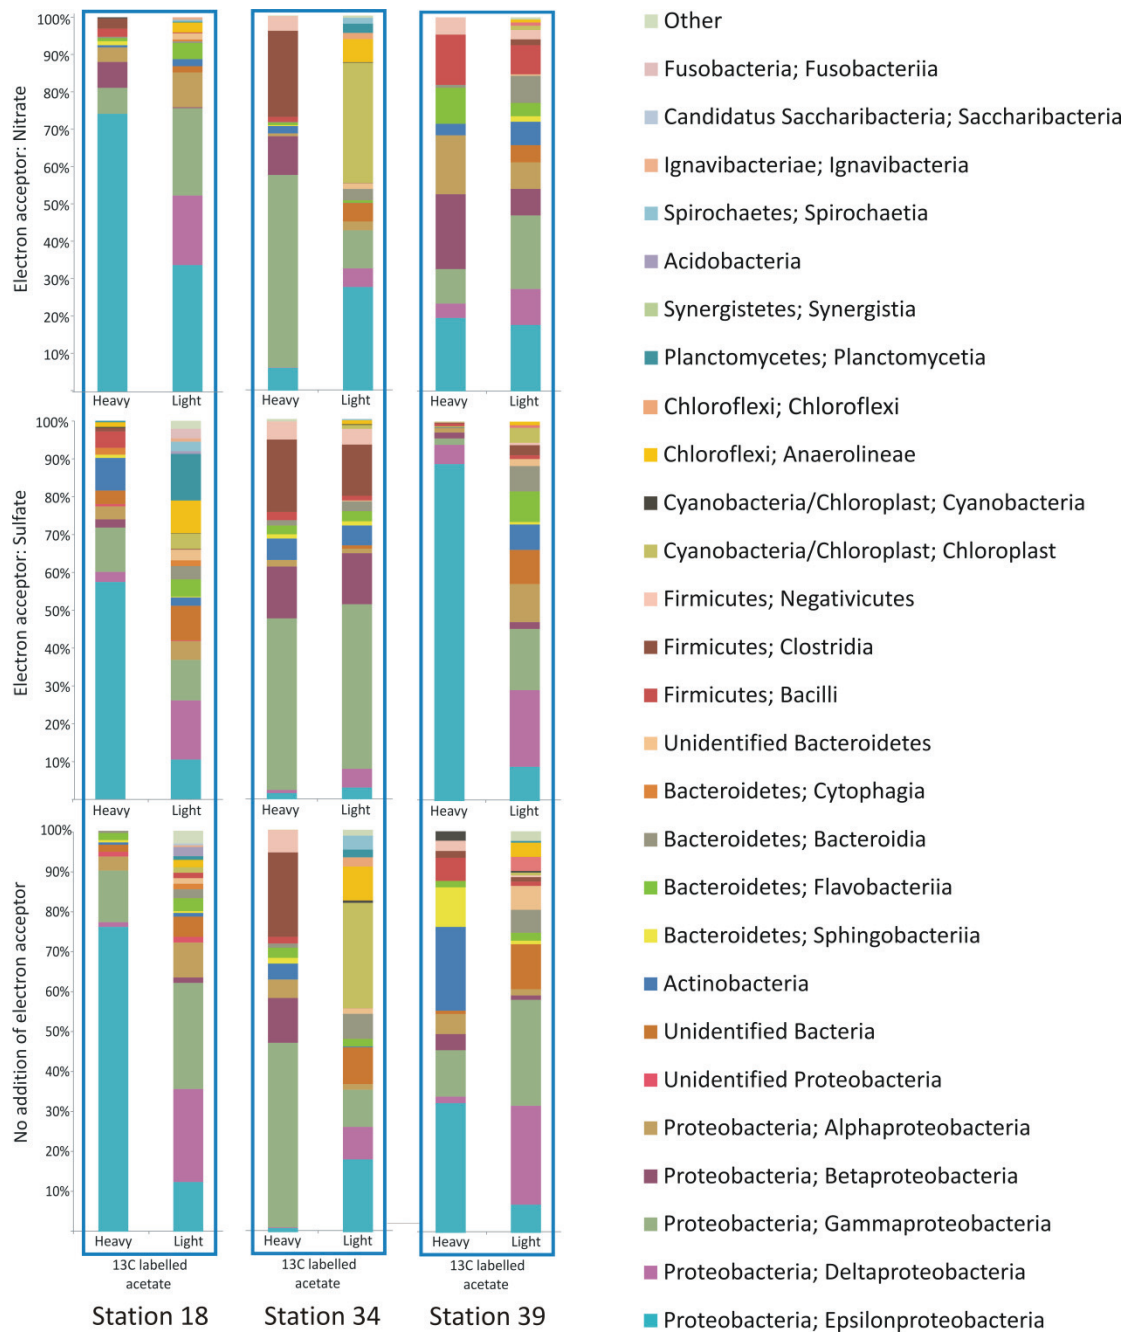 Electron acceptor: Nitrate
100%
90%
80%
70%
60%
50%
40%
30%
20%
10%
Heavy
Light
Heavy
Light
Heavy
Light
Electron acceptor: Sulfate
100%
90%
80%
70%
60%
50%
40%
30%
20%
10%
Heavy
Light
Heavy
Light
Heavy
Light
No addition of electron acceptor
100%
90%
80%
70%
60%
50%
40%
30%
20%
10%
Heavy
Light
Heavy
Light
Heavy
Light
13C labelled
acetate
13C labelled
acetate
13C labelled
acetate
Station 18
Station 34
Station 39
Other
Fusobacteria; Fusobacteriia
Candidatus Saccharibacteria; Saccharibacteria
Ignavibacteriae; Ignavibacteria
Spirochaetes; Spirochaetia
Acidobacteria
Synergistetes; Synergistia
Planctomycetes; Planctomycetia
Chloroflexi; Chloroflexi
Chloroflexi; Anaerolineae
Cyanobacteria/Chloroplast; Cyanobacteria
Cyanobacteria/Chloroplast; Chloroplast
Firmicutes; Negativicutes
Firmicutes; Clostridia
Firmicutes; Bacilli
Unidentified Bacteroidetes
Bacteroidetes; Cytophagia
Bacteroidetes; Bacteroidia
Bacteroidetes; Flavobacteriia
Bacteroidetes; Sphingobacteriia
Actinobacteria
Unidentified Bacteria
Unidentified Proteobacteria
Proteobacteria; Alphaproteobacteria
Proteobacteria; Betaproteobacteria
Proteobacteria; Gammaproteobacteria
Proteobacteria; Deltaproteobacteria
Proteobacteria; Epsilonproteobacteria